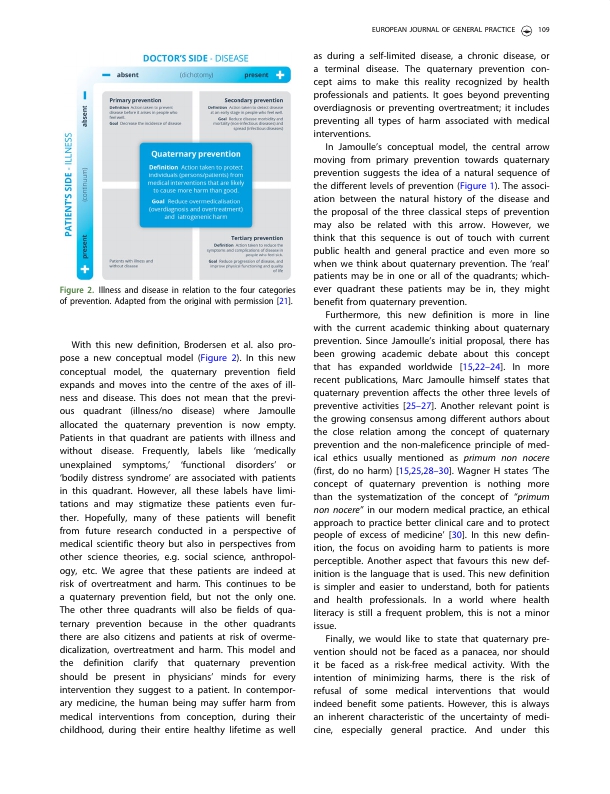 EUROPEAN JOURNAL OF GENERAL PRACTICE 109
DOCTOR'S SIDE - DISEASE
absent (dichotomy) present
PATIENT'S SIDE - ILLNESS
absent
(continuum)
present
Primary prevention
Definition Action taken to prevent
disease before it arises in people who
feel well.
Goal Decrease the incidence of disease
Secondary prevention
Definition Action taken to detect disease
at an early stage in people who feel well.
Goal Reduce disease morbidity and
mortality (non-infectious diseases) and
spread (infectious diseases)
Quaternary prevention
Definition Action taken to protect
individuals (persons/patients) from
medical interventions that are likely
to cause more harm than good.
Goal Reduce overmedicalisation
(overdiagnosis and overtreatment)
and iatrogenic harm
Patients with illness and
without disease
Tertiary prevention
Definition Action taken to reduce the
symptoms and complications of disease in
people who feel sick.
Goal Reduce progression of disease, and
improve physical functioning and quality
of life
Figure 2. Illness and disease in relation to the four categories
of prevention. Adapted from the original with permission [21].
With this new definition, Brodersen et al. also pro-
pose a new conceptual model (Figure 2). In this new
conceptual model, the quaternary prevention field
expands and moves into the centre of the axes of ill-
ness and disease. This does not mean that the previ-
ous quadrant (illness/no disease) where Jamoulle
allocated the quaternary prevention is now empty.
Patients in that quadrant are patients with illness and
without disease. Frequently, labels like 'medically
unexplained symptoms,' 'functional disorders' or
'bodily distress syndrome' are associated with patients
in this quadrant. However, all these labels have limi-
tations and may stigmatize these patients even fur-
ther. Hopefully, many of these patients will benefit
from future research conducted in a perspective of
medical scientific theory but also in perspectives from
other science theories, e.g. social science, anthropol-
ogy, etc. We agree that these patients are indeed at
risk of overtreatment and harm. This continues to be
a quaternary prevention field, but not the only one.
The other three quadrants will also be fields of qua-
ternary prevention because in the other quadrants
there are also citizens and patients at risk of overme-
dicalization, overtreatment and harm. This model and
the definition clarify that quaternary prevention
should be present in physicians' minds for every
intervention they suggest to a patient. In contempor-
ary medicine, the human being may suffer harm from
medical interventions from conception, during their
childhood, during their entire healthy lifetime as well
as during a self-limited disease, a chronic disease, or
a terminal disease. The quaternary prevention con-
cept aims to make this reality recognized by health
professionals and patients. It goes beyond preventing
overdiagnosis or preventing overtreatment; it includes
preventing all types of harm associated with medical
interventions.
In Jamoulle's conceptual model, the central arrow
moving from primary prevention towards quaternary
prevention suggests the idea of a natural sequence of
the different levels of prevention (Figure 1). The associ-
ation between the natural history of the disease and
the proposal of the three classical steps of prevention
may also be related with this arrow. However, we
think that this sequence is out of touch with current
public health and general practice and even more so
when we think about quaternary prevention. The 'real'
patients may be in one or all of the quadrants; which-
ever quadrant these patients may be in, they might
benefit from quaternary prevention.
Furthermore, this new definition is more in line
with the current academic thinking about quaternary
prevention. Since Jamoulle's initial proposal, there has
been growing academic debate about this concept
that has expanded worldwide [15,22–24]. In more
recent publications, Marc Jamoulle himself states that
quaternary prevention affects the other three levels of
preventive activities [25–27]. Another relevant point is
the growing consensus among different authors about
the close relation among the concept of quaternary
prevention and the non-maleficence principle of med-
ical ethics usually mentioned as primum non nocere
(first, do no harm) [15,25,28–30]. Wagner H states 'The
concept of quaternary prevention is nothing more
than the systematization of the concept of "primum
non nocere" in our modern medical practice, an ethical
approach to practice better clinical care and to protect
people of excess of medicine' [30]. In this new defin-
ition, the focus on avoiding harm to patients is more
perceptible. Another aspect that favours this new def-
inition is the language that is used. This new definition
is simpler and easier to understand, both for patients
and health professionals. In a world where health
literacy is still a frequent problem, this is not a minor
issue.
Finally, we would like to state that quaternary pre-
vention should not be faced as a panacea, nor should
it be faced as a risk-free medical activity. With the
intention of minimizing harms, there is the risk of
refusal of some medical interventions that would
indeed benefit some patients. However, this is always
an inherent characteristic of the uncertainty of medi-
cine, especially general practice. And under this